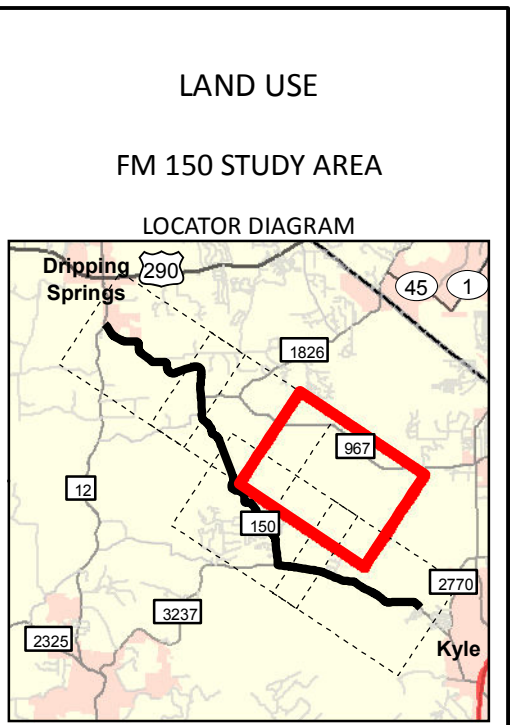 LAND USE
FM 150 STUDY AREA
LOCATOR DIAGRAM
Dripping
Springs
290
45
1
1826
967
12
150
2770
3237
2325
Kyle